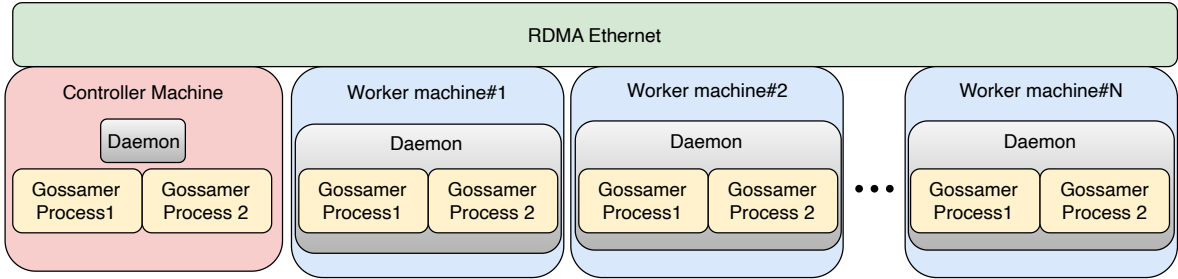 RDMA Ethernet
Controller Machine
Daemon
Gossamer
Process1
Gossamer
Process 2
Worker machine#1
Daemon
Gossamer
Process1
Gossamer
Process 2
Worker machine#2
Daemon
Gossamer
Process1
Gossamer
Process 2
Worker machine#N
Daemon
Gossamer
Process1
Gossamer
Process 2